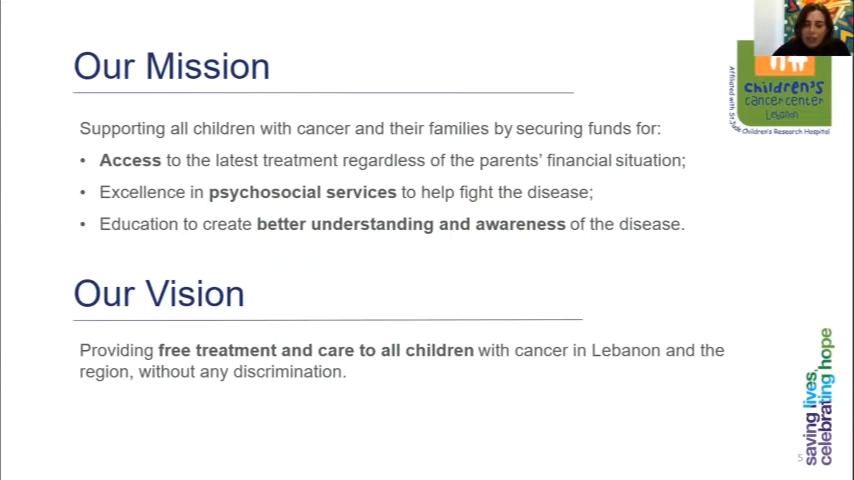 Our Mission
Supporting all children with cancer and their families by securing funds for:
• Access to the latest treatment regardless of the parents' financial situation;
• Excellence in psychosocial services to help fight the disease;
• Education to create better understanding and awareness of the disease.
Our Vision
Providing free treatment and care to all children with cancer in Lebanon and the
region, without any discrimination.
children's
cancer center
Lebanon
Affiliated with St. Jude
Children's Research Hospital
saving lives,
celebrating hope
5